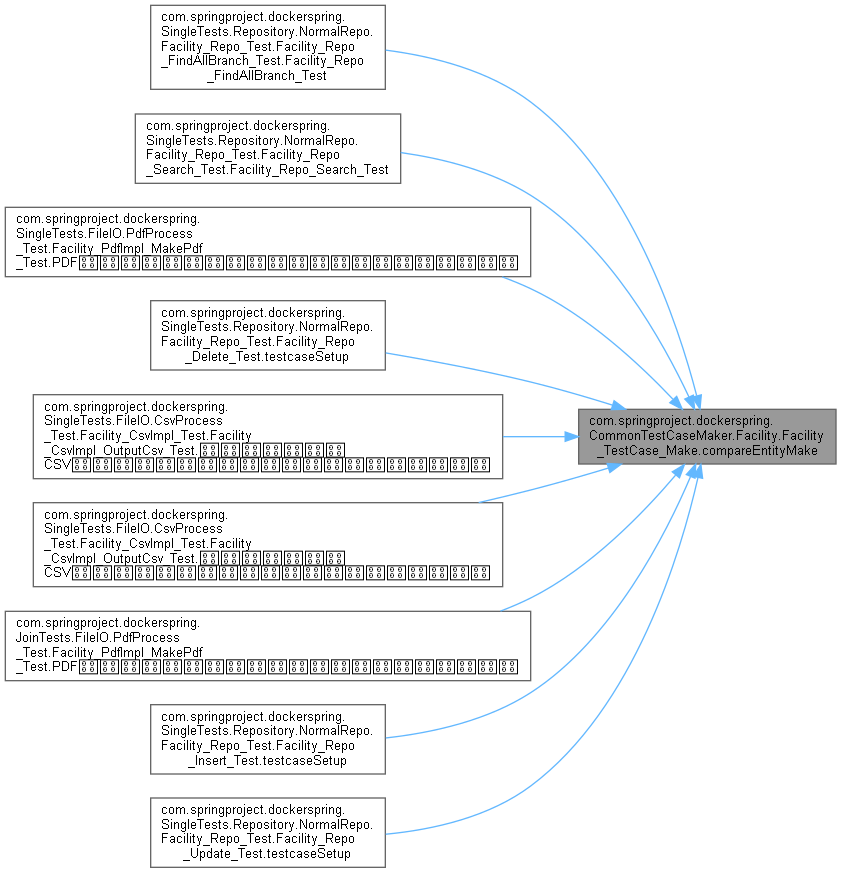 com.springproject.dockerspring.
SingleTests.Repository.NormalRepo.
Facility_Repo_Test.Facility_Repo
_FindAllBranch_Test.Facility_Repo
_FindAllBranch_Test
com.springproject.dockerspring.
SingleTests.Repository.NormalRepo.
Facility_Repo_Test.Facility_Repo
_Search_Test.Facility_Repo_Search_Test
com.springproject.dockerspring.
SingleTests.FileIO.PdfProcess
_Test.Facility_PdfImpl_MakePdf
_Test.PDF
com.springproject.dockerspring.
SingleTests.Repository.NormalRepo.
Facility_Repo_Test.Facility_Repo
_Delete_Test.testcaseSetup
com.springproject.dockerspring.
SingleTests.FileIO.CsvProcess
_Test.Facility_CsvImpl_Test.Facility
_CsvImpl_OutputCsv_Test.
CSV
com.springproject.dockerspring.
CommonTestCaseMaker.Facility.Facility
_TestCase_Make.compareEntityMake
com.springproject.dockerspring.
SingleTests.FileIO.CsvProcess
_Test.Facility_CsvImpl_Test.Facility
_CsvImpl_OutputCsv_Test.
CSV
com.springproject.dockerspring.
JoinTests.FileIO.PdfProcess
_Test.Facility_PdfImpl_MakePdf
_Test.PDF
com.springproject.dockerspring.
SingleTests.Repository.NormalRepo.
Facility_Repo_Test.Facility_Repo
_Insert_Test.testcaseSetup
com.springproject.dockerspring.
SingleTests.Repository.NormalRepo.
Facility_Repo_Test.Facility_Repo
_Update_Test.testcaseSetup